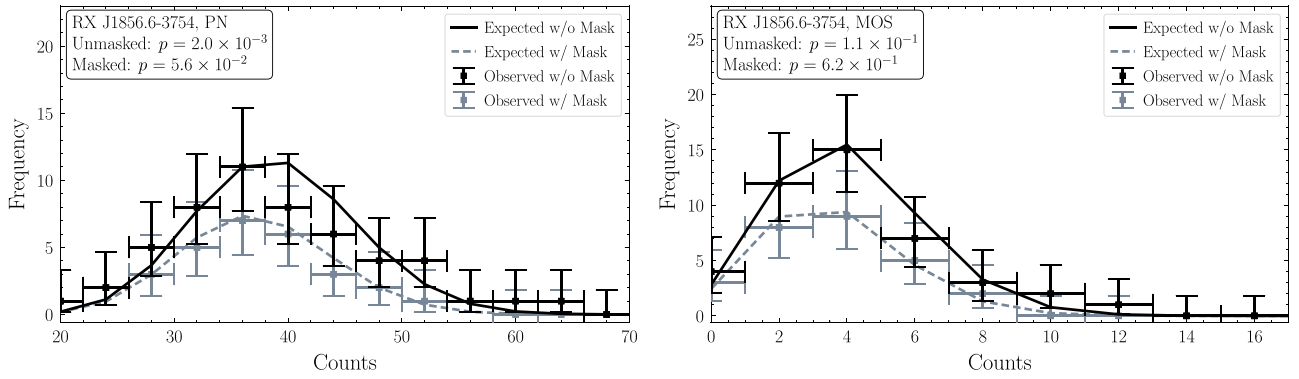 RX J1856.6-3754, PN
Unmasked: p = 2.0 × 10⁻³
Masked: p = 5.6 × 10⁻²
Expected w/o Mask
Expected w/ Mask
Observed w/o Mask
Observed w/ Mask
Frequency
20
15
10
5
0
20 30 40 50 60 70
Counts
RX J1856.6-3754, MOS
Unmasked: p = 1.1 × 10⁻¹
Masked: p = 6.2 × 10⁻¹
Expected w/o Mask
Expected w/ Mask
Observed w/o Mask
Observed w/ Mask
Frequency
25
20
15
10
5
0
0 2 4 6 8 10 12 14 16
Counts